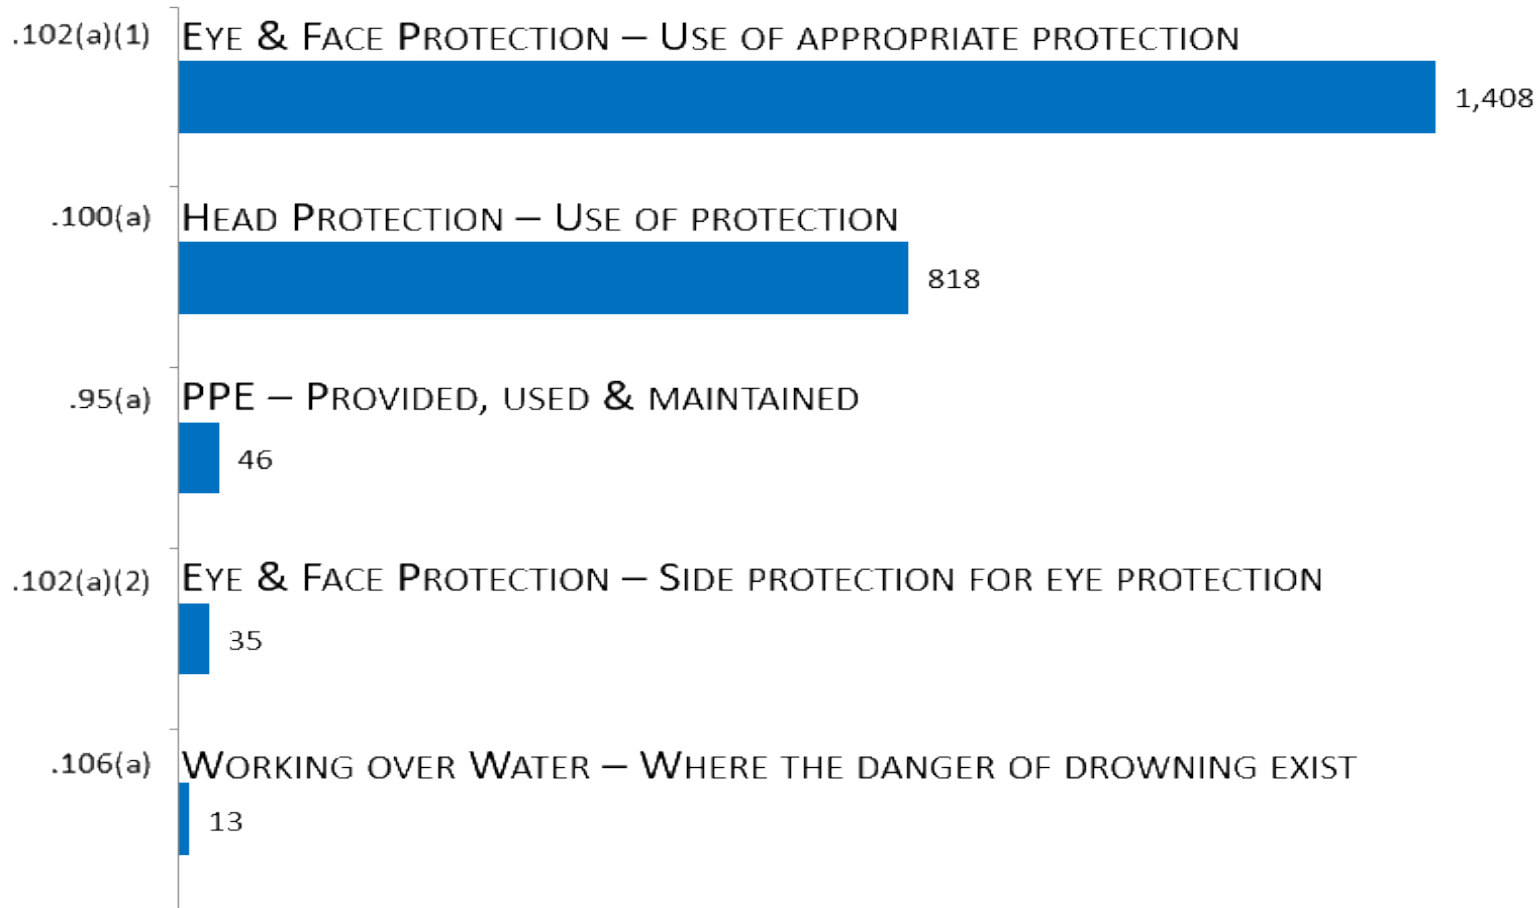 .102(a)(1) EYE & FACE PROTECTION – USE OF APPROPRIATE PROTECTION
1,408
.100(a) HEAD PROTECTION – USE OF PROTECTION
818
.95(a) PPE – PROVIDED, USED & MAINTAINED
46
.102(a)(2) EYE & FACE PROTECTION – SIDE PROTECTION FOR EYE PROTECTION
35
.106(a) WORKING OVER WATER – WHERE THE DANGER OF DROWNING EXIST
13